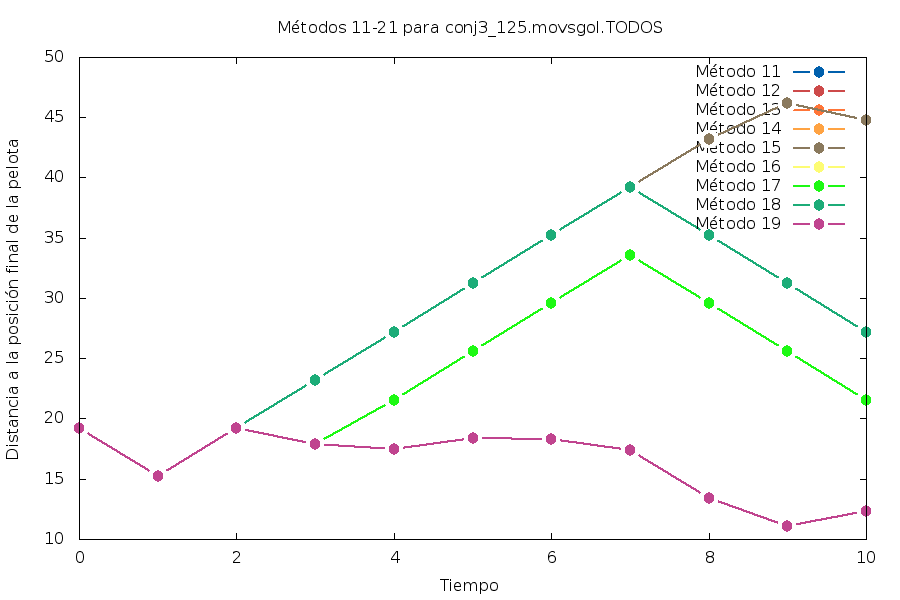 Métodos 11-21 para conj3_125.movsgol.TODOS
50
45
40
35
30
25
20
15
10
0
2
4
6
8
10
Distancia a la posición final de la pelota
Tiempo
Método 11
Método 12
Método 13
Método 14
Método 15
Método 16
Método 17
Método 18
Método 19